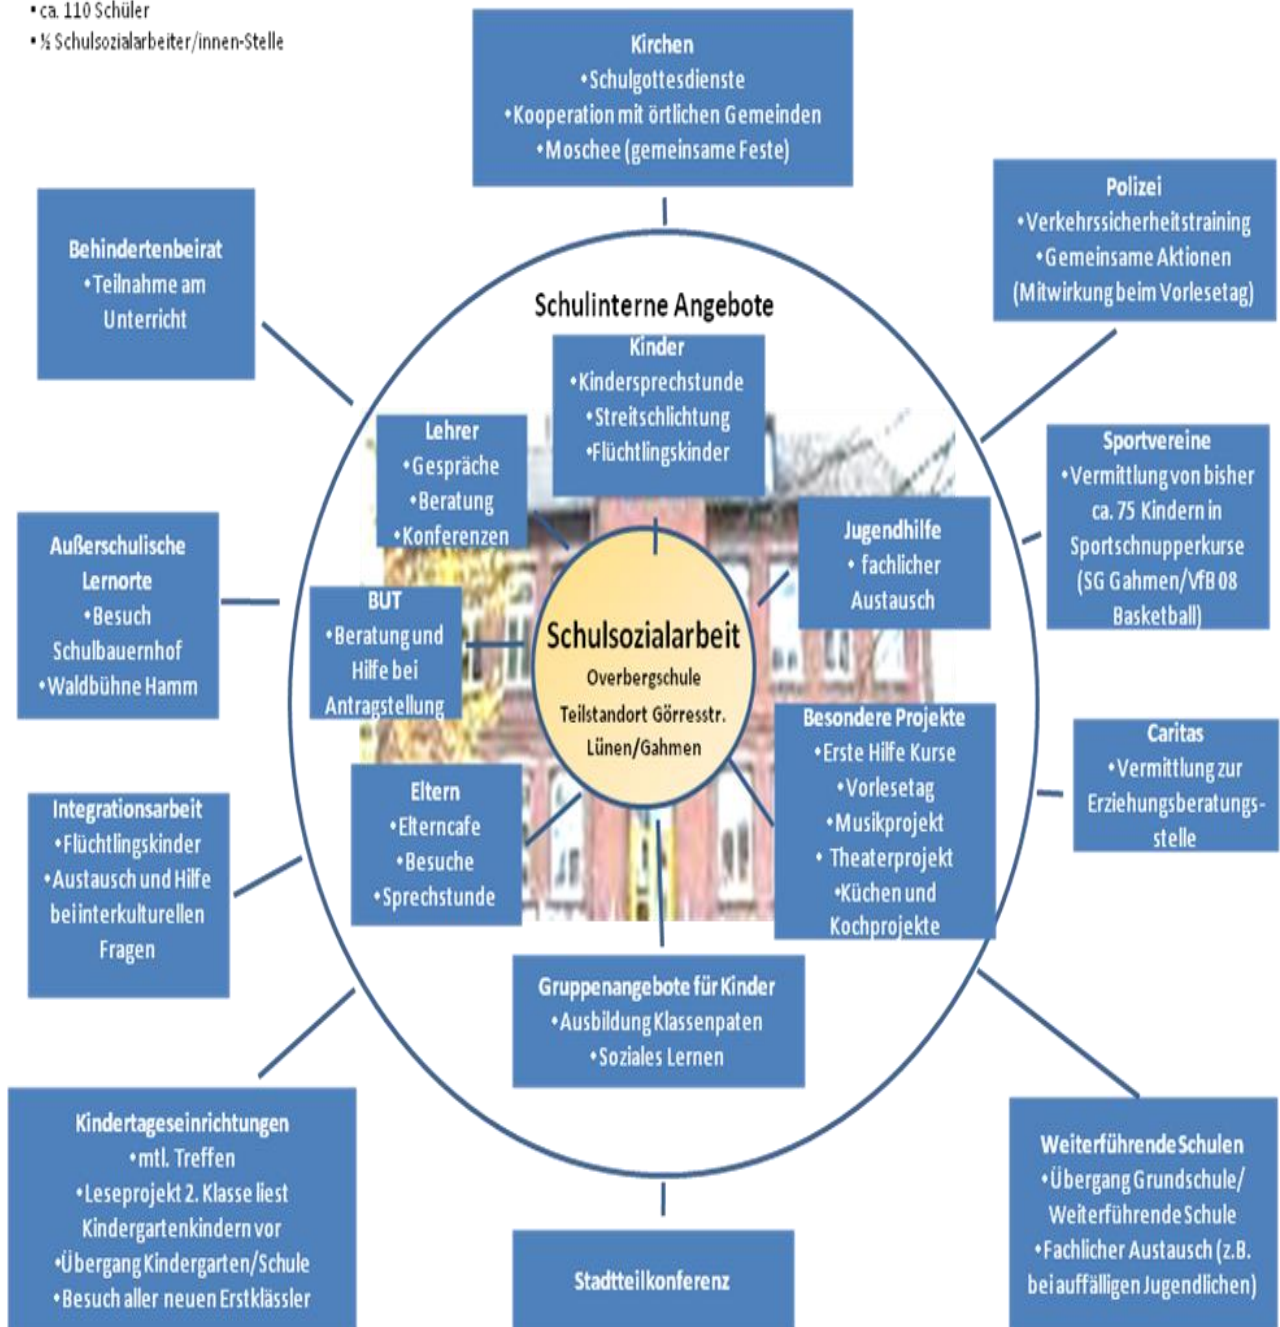 ▪ ca. 110 Schüler
▪ ½ Schulsozialarbeiter/innen-Stelle
Kirchen
•Schulgottesdienste
•Kooperation mit örtlichen Gemeinden
•Moschee (gemeinsame Feste)
Polizei
•Verkehrssicherheitstraining
•Gemeinsame Aktionen
(Mitwirkung beim Vorlesetag)
Behindertenbeirat
•Teilnahme am
Unterricht
Schulinterne Angebote
Kinder
•Kindersprechstunde
•Streitschlichtung
•Flüchtlingskinder
Lehrer
•Gespräche
•Beratung
•Konferenzen
Sportvereine
•Vermittlung von bisher
ca. 75 Kindern in
Sportschnupperkurse
(SG Gahmen/VfB 08
Basketball)
Jugendhilfe
• fachlicher
Austausch
Außerschulische
Lernorte
•Besuch
Schulbauernhof
•Waldbühne Hamm
BUT
•Beratung und
Hilfe bei
Antragstellung
Schulsozialarbeit
Overbergschule
Teilstandort Görresstr.
Lünen/Gahmen
Besondere Projekte
•Erste Hilfe Kurse
•Vorlesetag
•Musikprojekt
• Theaterprojekt
•Küchen und
Kochprojekte
Caritas
•Vermittlung zur
Erziehungsberatungs-
stelle
Eltern
•Elterncafe
•Besuche
•Sprechstunde
Integrationsarbeit
•Flüchtlingskinder
•Austausch und Hilfe
bei interkulturellen
Fragen
Gruppenangebote für Kinder
•Ausbildung Klassenpaten
•Soziales Lernen
Kindertageseinrichtungen
•mtl. Treffen
•Leseprojekt 2. Klasse liest
Kindergartenkindern vor
•Übergang Kindergarten/Schule
•Besuch aller neuen Erstklässler
Stadtteilkonferenz
Weiterführende Schulen
•Übergang Grundschule/
Weiterführende Schule
•Fachlicher Austausch (z.B.
bei auffälligen Jugendlichen)